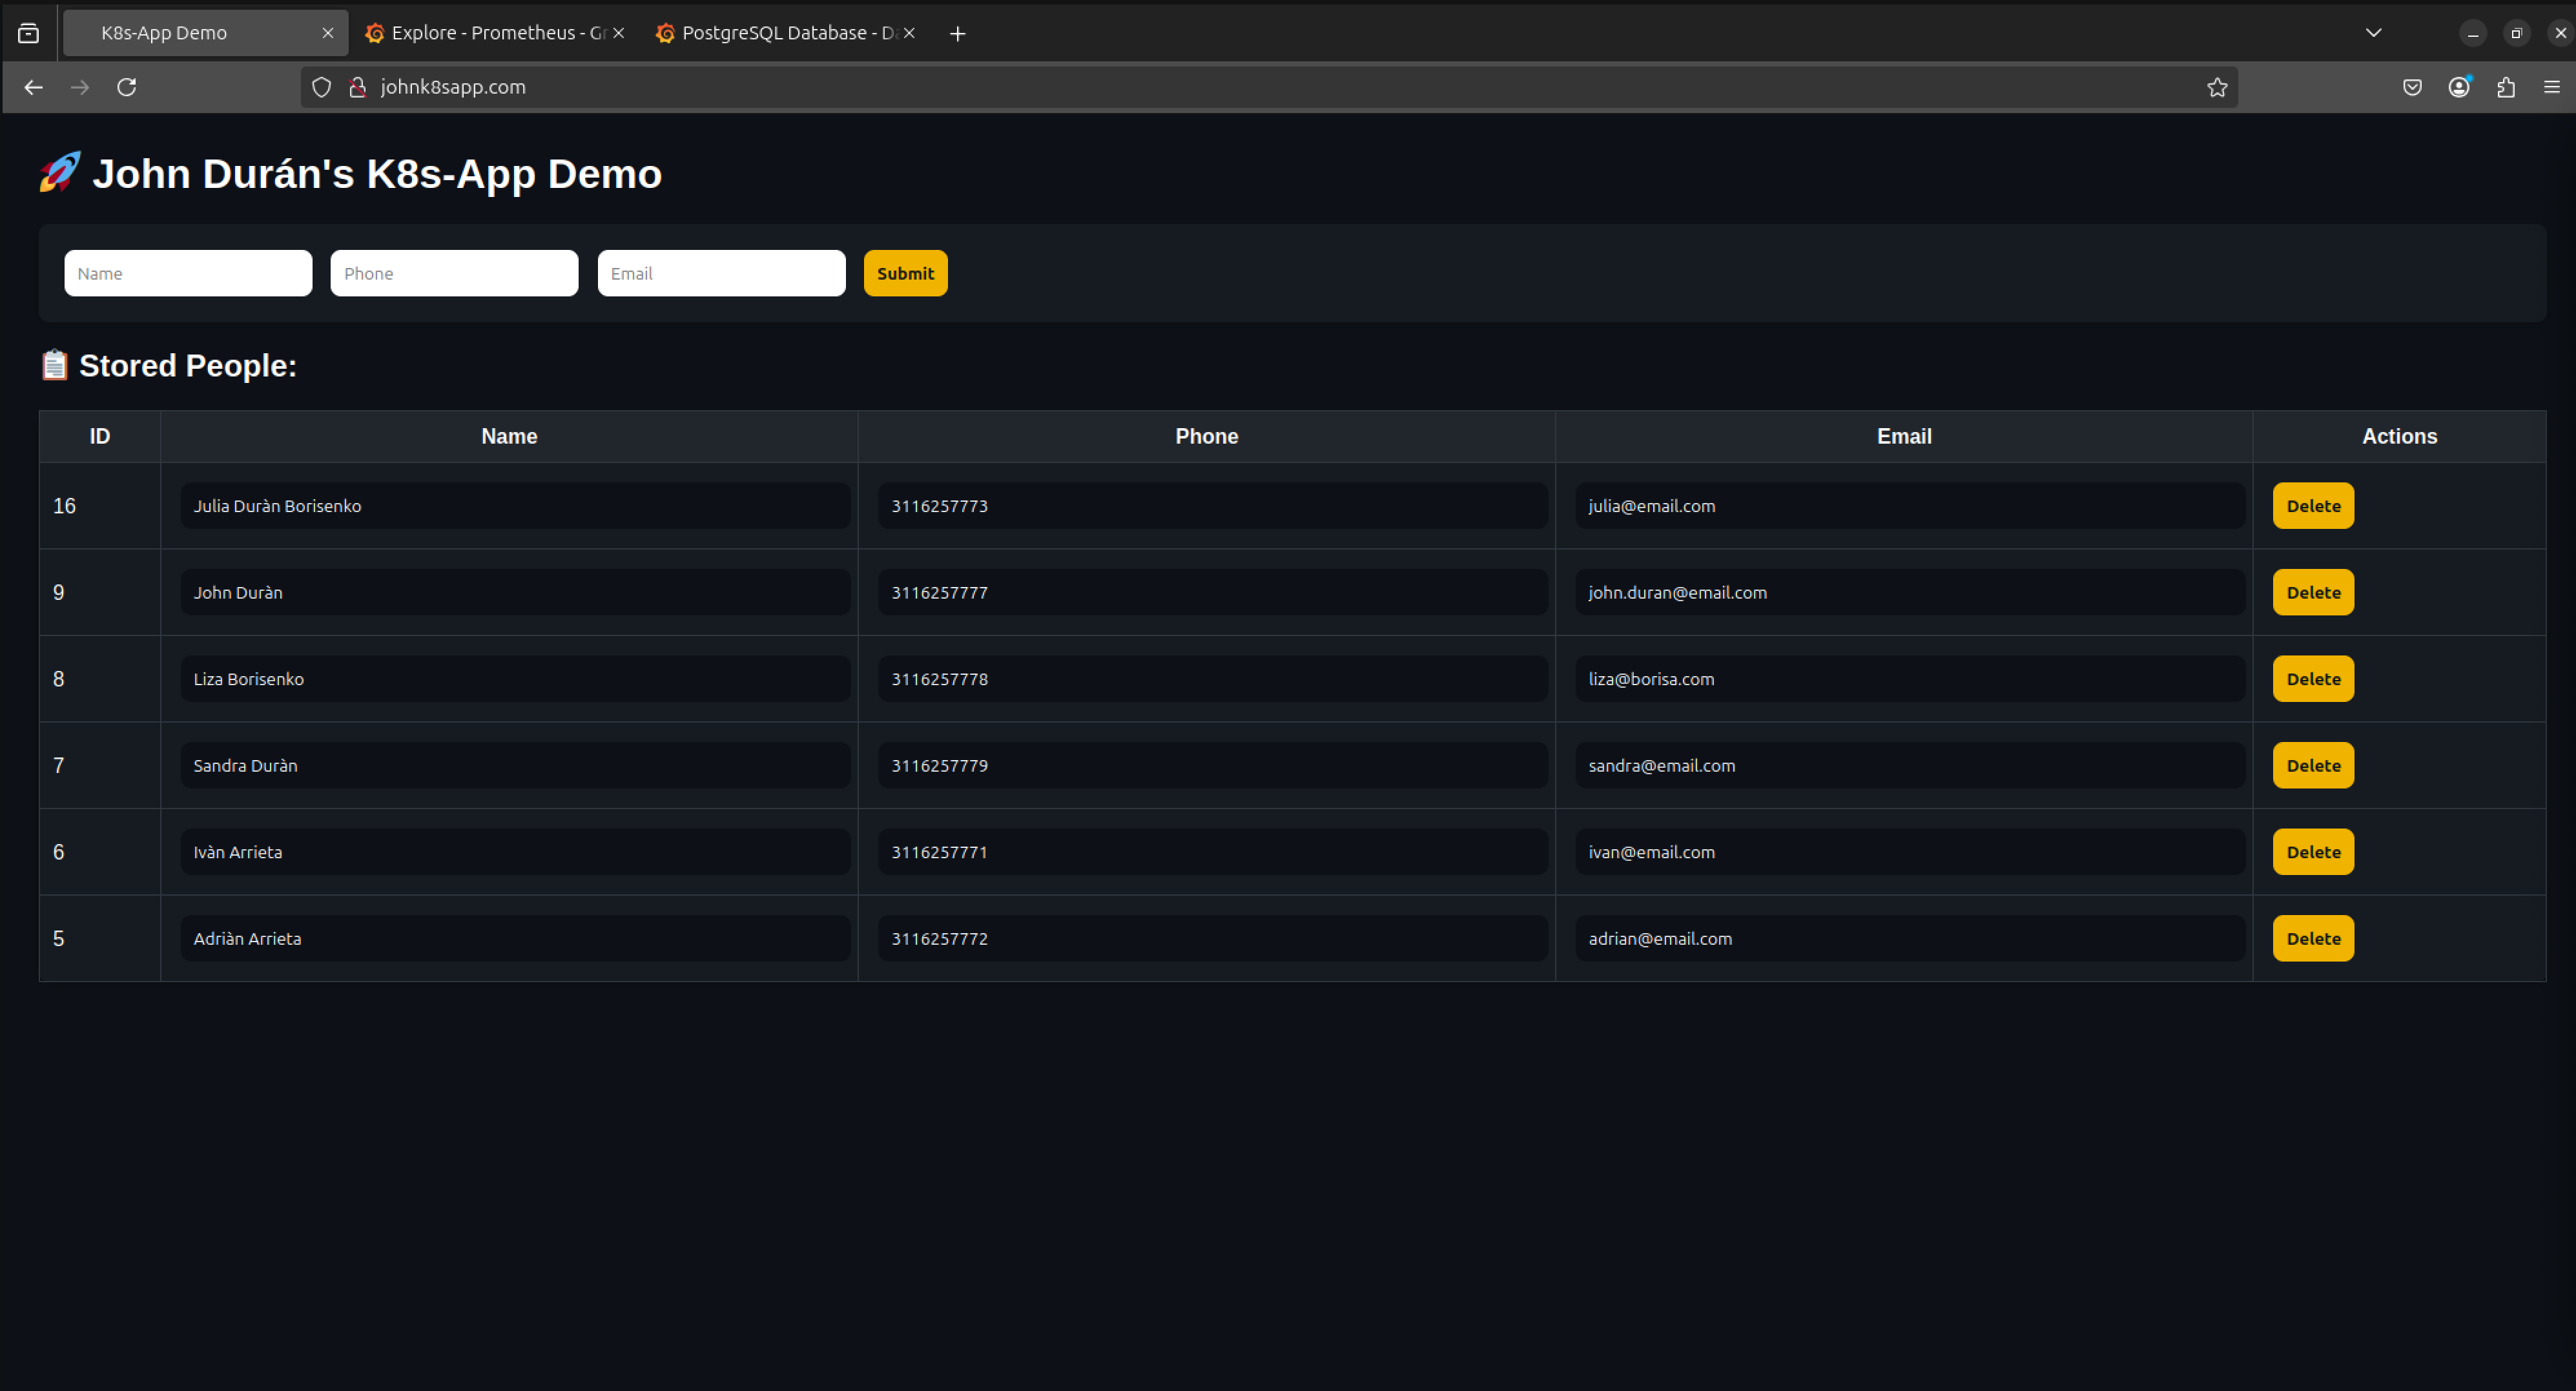 K8s-App Demo Explore - Prometheus - Gr PostgreSQL Database - Da
johnk8sapp.com
🚀 John Durán's K8s-App Demo
Name Phone Email Submit
📋 Stored People:
ID Name Phone Email Actions
16 Julia Duràn Borisenko 3116257773 julia@email.com Delete
9 John Duràn 3116257777 john.duran@email.com Delete
8 Liza Borisenko 3116257778 liza@borisa.com Delete
7 Sandra Duràn 3116257779 sandra@email.com Delete
6 Ivàn Arrieta 3116257771 ivan@email.com Delete
5 Adriàn Arrieta 3116257772 adrian@email.com Delete